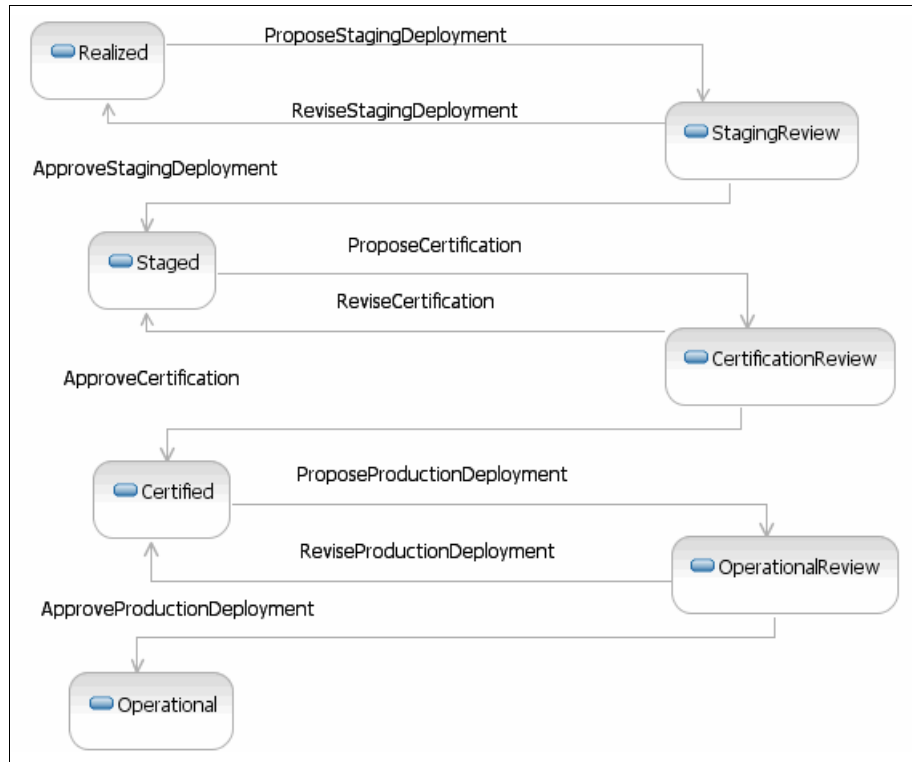 ProposeStagingDeployment
Realized
ReviseStagingDeployment
StagingReview
ApproveStagingDeployment
ProposeCertification
Staged
ReviseCertification
CertificationReview
ApproveCertification
ProposeProductionDeployment
Certified
ReviseProductionDeployment
OperationalReview
ApproveProductionDeployment
Operational